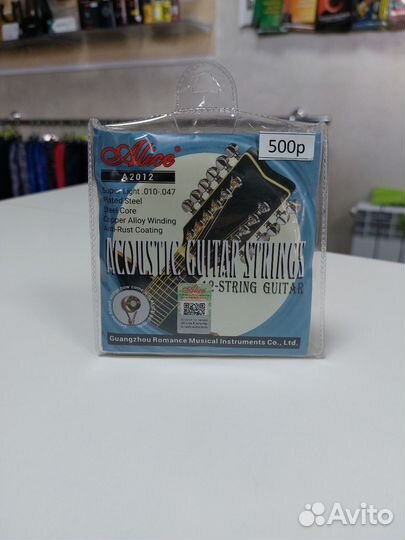 Alice
500р
A2012
Super Light .010-.047
Plated Steel
Steel Core
Copper Alloy Winding
Anti-Rust Coating
ACOUSTIC GUITAR STRINGS
12-STRING GUITAR
Alice
Guangzhou Romance Musical Instruments Co., Ltd.
Avito